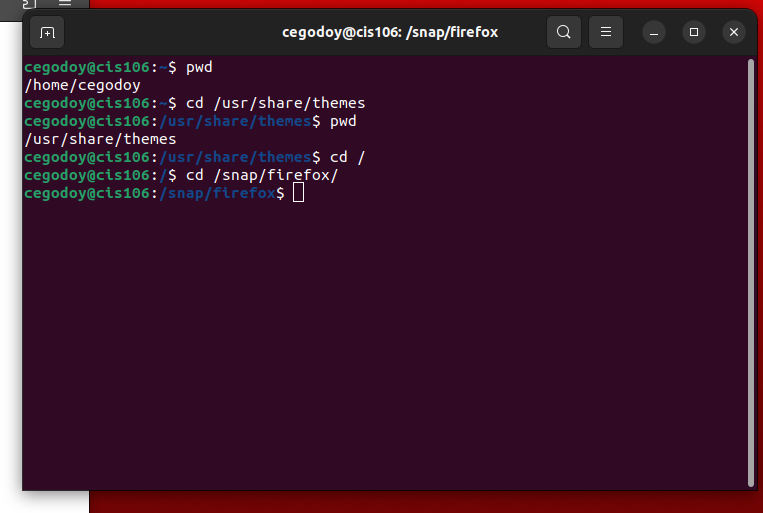 cegodoy@cis106: /snap/firefox
cegodoy@cis106:~$ pwd
/home/cegodoy
cegodoy@cis106:~$ cd /usr/share/themes
cegodoy@cis106:/usr/share/themes$ pwd
/usr/share/themes
cegodoy@cis106:/usr/share/themes$ cd /
cegodoy@cis106:/$ cd /snap/firefox/
cegodoy@cis106:/snap/firefox$